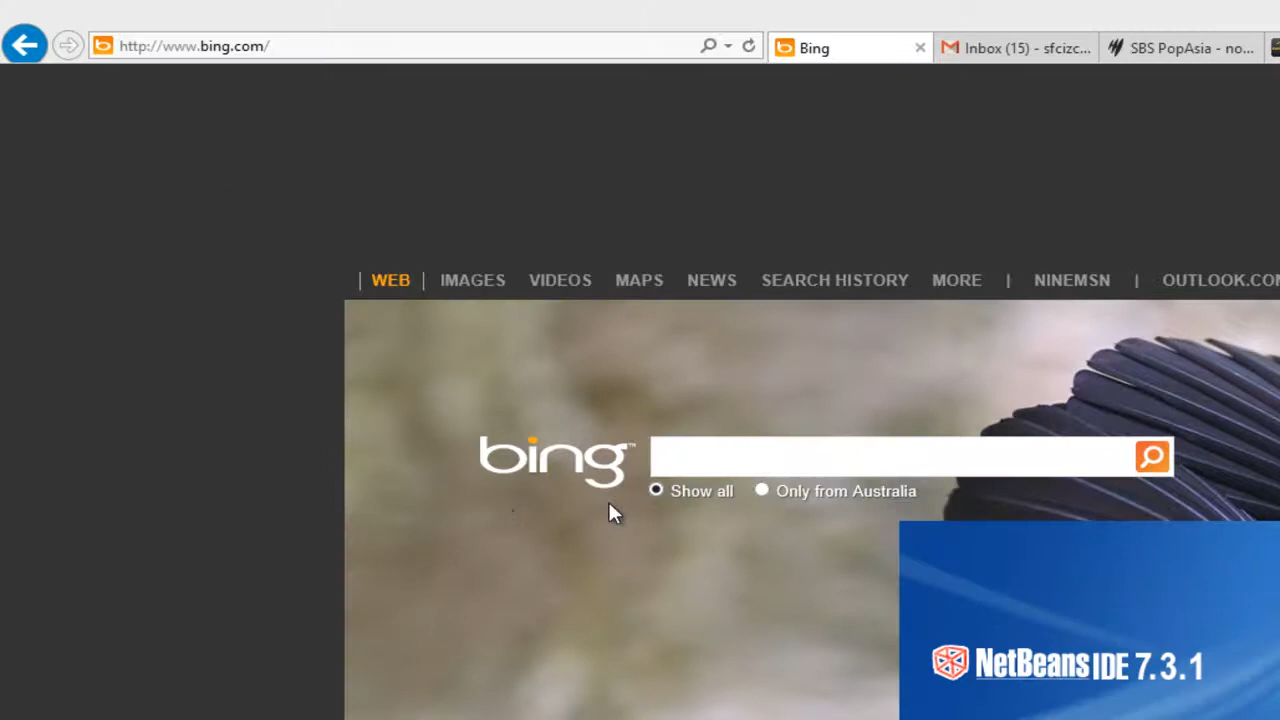 http://www.bing.com/
Bing
Inbox (15) - sfcizc...
SBS PopAsia - no...
WEB IMAGES VIDEOS MAPS NEWS SEARCH HISTORY MORE | NINEMSN | OUTLOOK.COM
bing™
Show all Only from Australia
NetBeans IDE 7.3.1